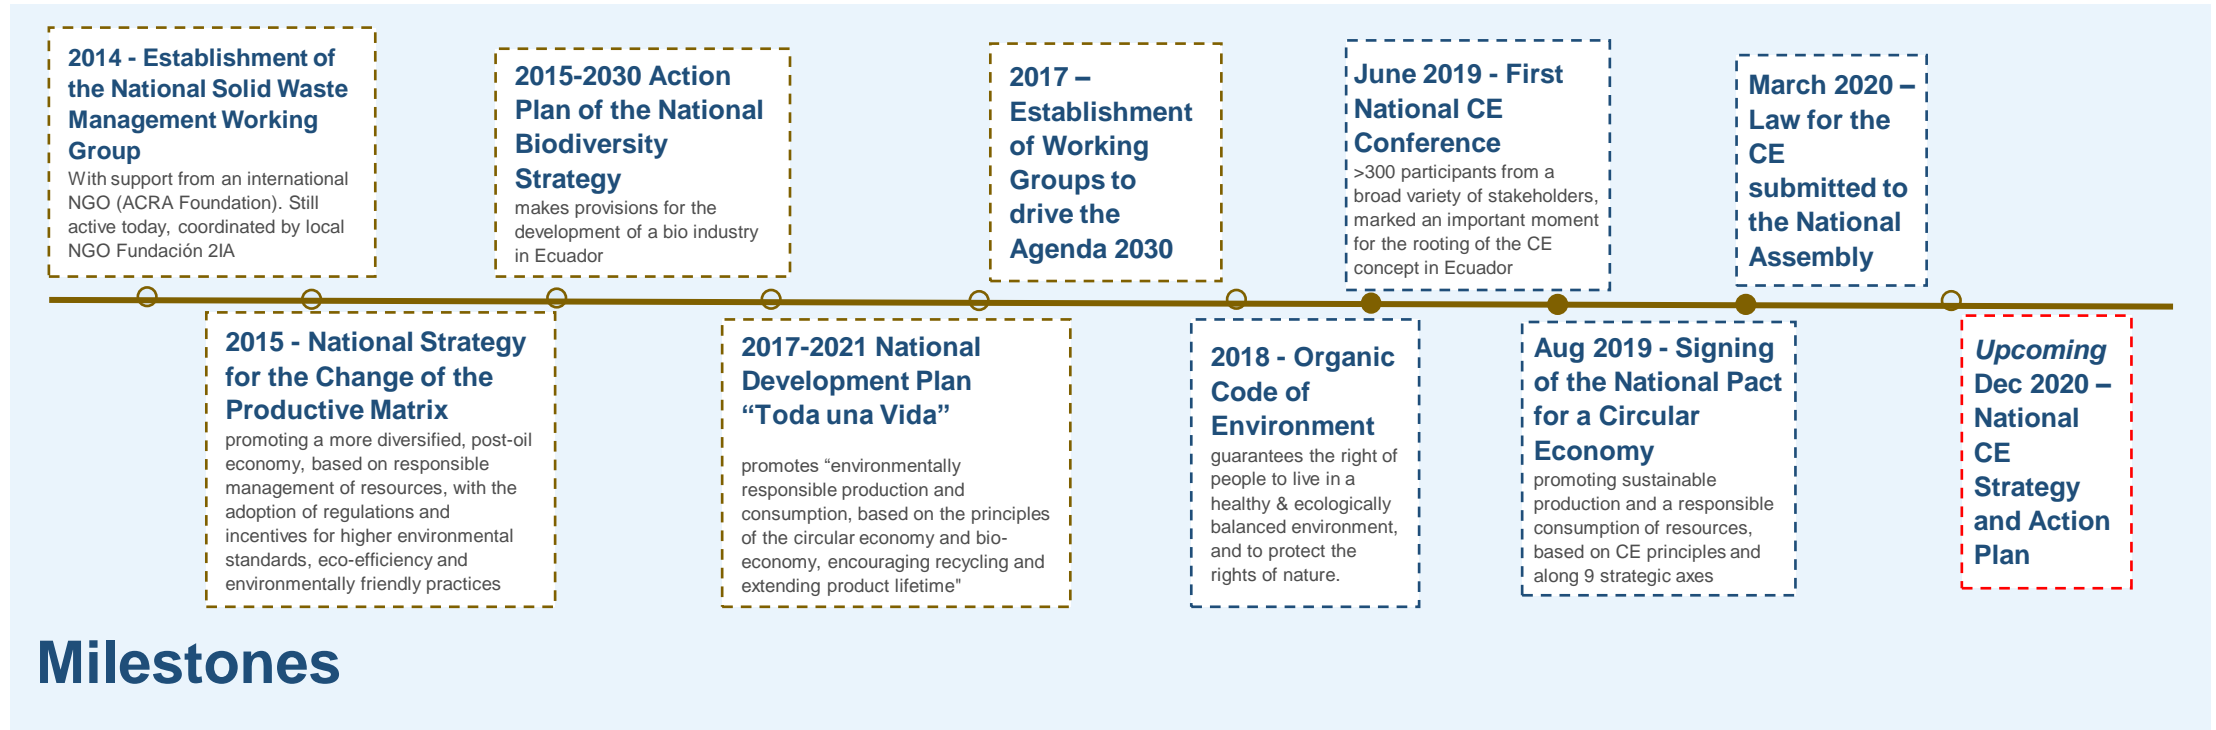 2014 - Establishment of
the National Solid Waste
Management Working
Group
With support from an international
NGO (ACRA Foundation). Still
active today, coordinated by local
NGO Fundación 2IA
2015-2030 Action
Plan of the National
Biodiversity
Strategy
makes provisions for the
development of a bio industry
in Ecuador
2017 –
Establishment
of Working
Groups to
drive the
Agenda 2030
June 2019 - First
National CE
Conference
>300 participants from a
broad variety of stakeholders,
marked an important moment
for the rooting of the CE
concept in Ecuador
March 2020 –
Law for the
CE
submitted to
the National
Assembly
2015 - National Strategy
for the Change of the
Productive Matrix
promoting a more diversified, post-oil
economy, based on responsible
management of resources, with the
adoption of regulations and
incentives for higher environmental
standards, eco-efficiency and
environmentally friendly practices
2017-2021 National
Development Plan
“Toda una Vida”
promotes “environmentally
responsible production and
consumption, based on the principles
of the circular economy and bio-
economy, encouraging recycling and
extending product lifetime"
2018 - Organic
Code of
Environment
guarantees the right of
people to live in a
healthy & ecologically
balanced environment,
and to protect the
rights of nature.
Aug 2019 - Signing
of the National Pact
for a Circular
Economy
promoting sustainable
production and a responsible
consumption of resources,
based on CE principles and
along 9 strategic axes
Upcoming
Dec 2020 –
National
CE
Strategy
and Action
Plan
Milestones